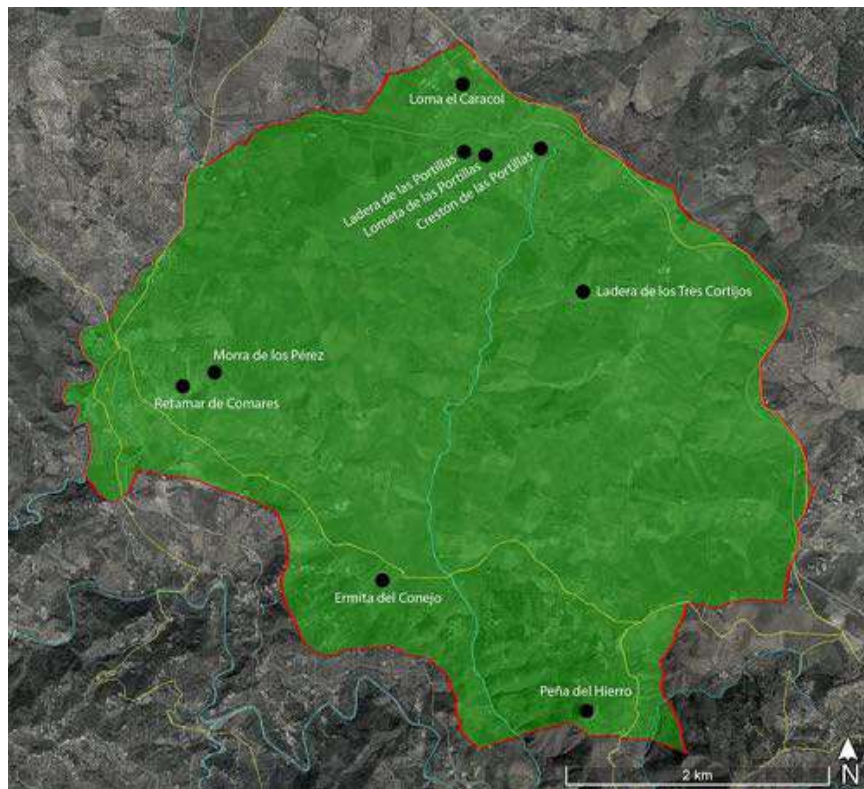 Loma el Caracol
Ladera de las Portillas
Lometa de las Portillas
Crestón de las Portillas
Ladera de los Tres Cortijos
Morra de los Pérez
Retamar de Comares
Ermita del Conejo
Peña del Hierro
2 km
N